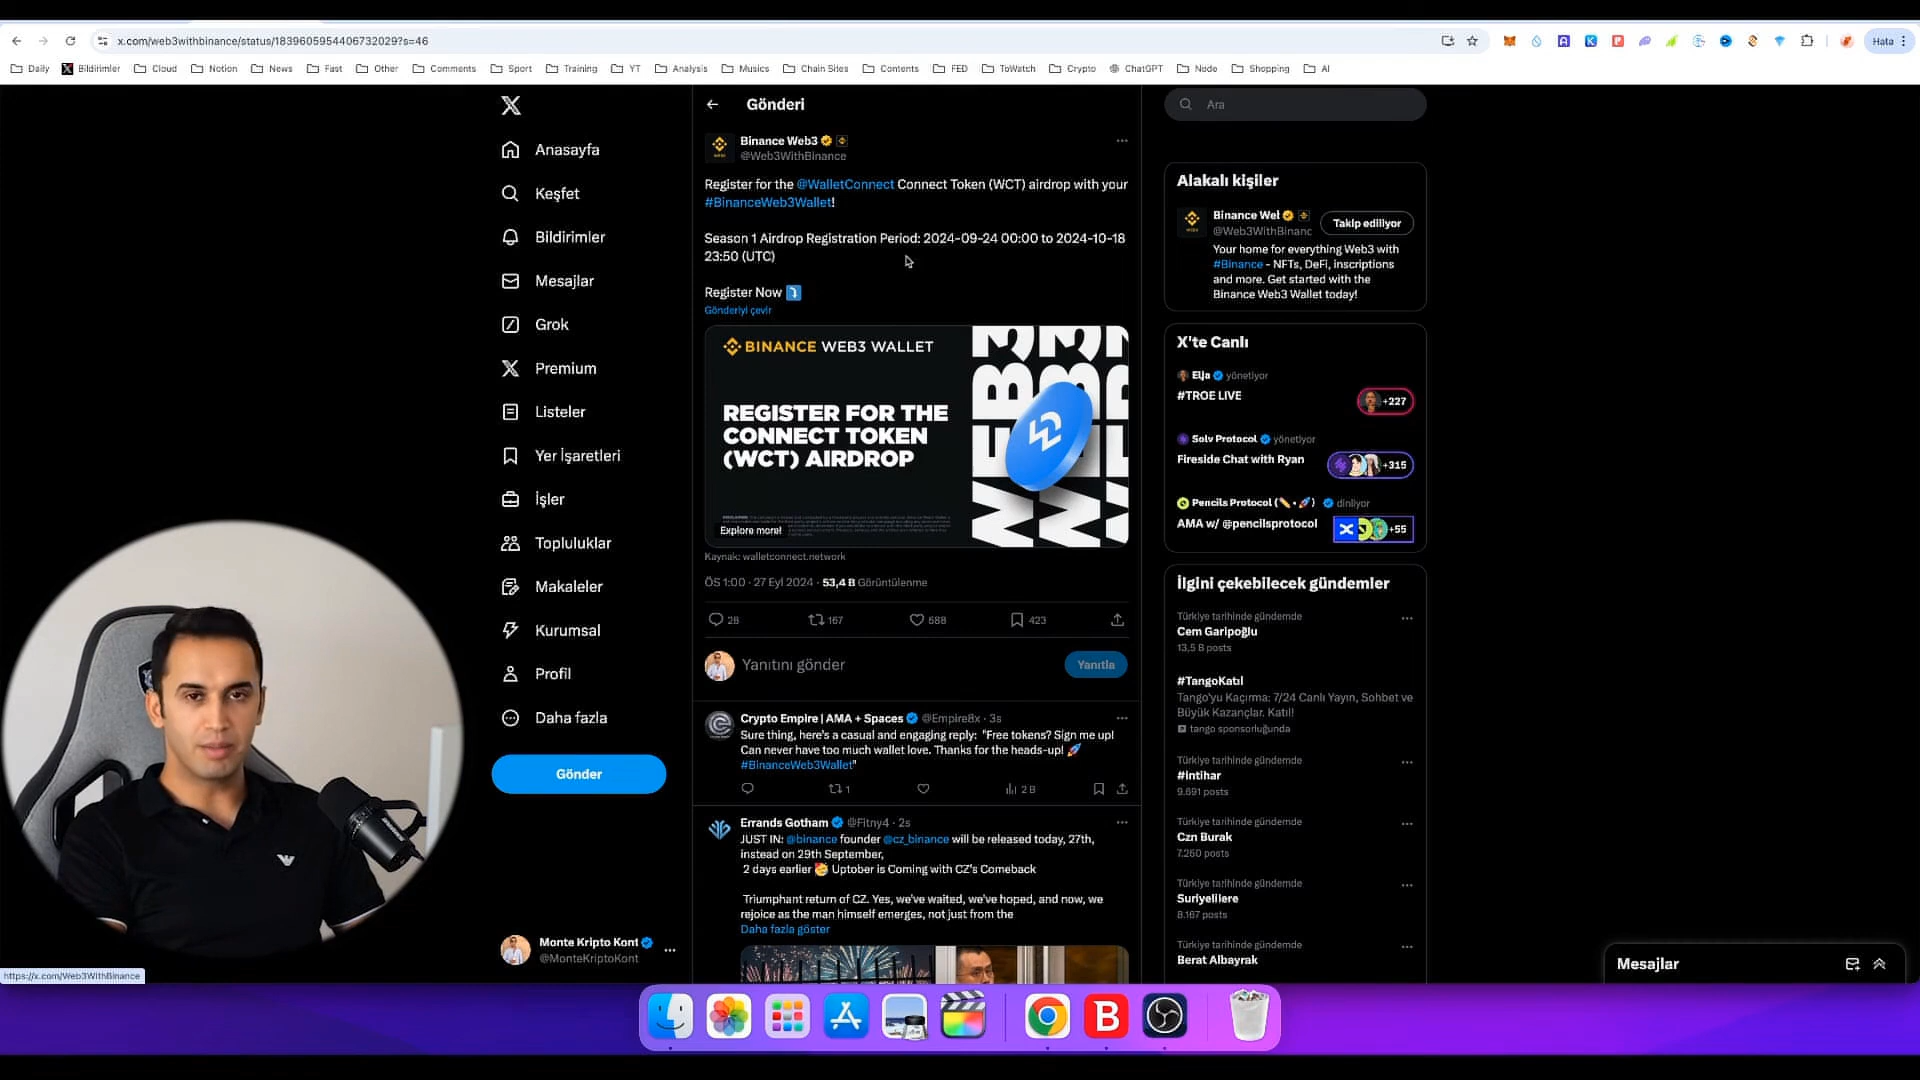 x.com/web3withbinance/status/1839605954406732029?s=46
Hata
Daily
Bildirimler
Cloud
Notion
News
Fast
Other
Comments
Sport
Training
YT
Analysis
Musics
Chain Sites
Contents
FED
ToWatch
Crypto
ChatGPT
Node
Shopping
AI
Anasayfa
Keşfet
Bildirimler
Mesajlar
Grok
Premium
Listeler
Yer İşaretleri
İşler
Topluluklar
Makaleler
Kurumsal
Profil
Daha fazla
Gönder
Monte Kripto Kont
@MonteKriptoKont
https://x.com/Web3WithBinance
Gönderi
Binance Web3
@Web3WithBinance
Register for the @WalletConnect Connect Token (WCT) airdrop with your
#BinanceWeb3Wallet!
Season 1 Airdrop Registration Period: 2024-09-24 00:00 to 2024-10-18
23:50 (UTC)
Register Now
Gönderiyi çevir
BINANCE WEB3 WALLET
REGISTER FOR THE
CONNECT TOKEN
(WCT) AIRDROP
WEB3
Explore more!
Kaynak: walletconnect.network
ÖS 1:00 · 27 Eyl 2024 · 53,4 B Görüntülenme
28
167
588
423
Yanıtını gönder
Yanıtla
Crypto Empire | AMA + Spaces @Empire8x · 3s
Sure thing, here's a casual and engaging reply: "Free tokens? Sign me up!
Can never have too much wallet love. Thanks for the heads-up! 🚀
#BinanceWeb3Wallet"
1
2 B
Errands Gotham @Fitny4 · 2s
JUST IN: @binance founder @cz_binance will be released today, 27th,
instead on 29th September,
2 days earlier 🥳 Uptober is Coming with CZ's Comeback
Triumphant return of CZ. Yes, we've waited, we've hoped, and now, we
rejoice as the man himself emerges, not just from the
Daha fazla göster
Ara
Alakalı kişiler
Binance Wel
@Web3WithBinanc
Takip ediliyor
Your home for everything Web3 with
#Binance - NFTs, DeFi, inscriptions
and more. Get started with the
Binance Web3 Wallet today!
X'te Canlı
Elja yönetiyor
#TROE LIVE
+227
Solv Protocol yönetiyor
Fireside Chat with Ryan
+315
Pencils Protocol (✏️•🚀) dinliyor
AMA w/ @pencilsprotocol
+55
İlgini çekebilecek gündemler
Türkiye tarihinde gündemde
Cem Garipoğlu
13,5 B posts
#TangoKatıl
Tango'yu Kaçırma: 7/24 Canlı Yayın, Sohbet ve
Büyük Kazançlar. Katıl!
tango sponsorluğunda
Türkiye tarihinde gündemde
#intihar
9.691 posts
Türkiye tarihinde gündemde
Czn Burak
7.260 posts
Türkiye tarihinde gündemde
Suriyelilere
8.167 posts
Türkiye tarihinde gündemde
Berat Albayrak
Mesajlar